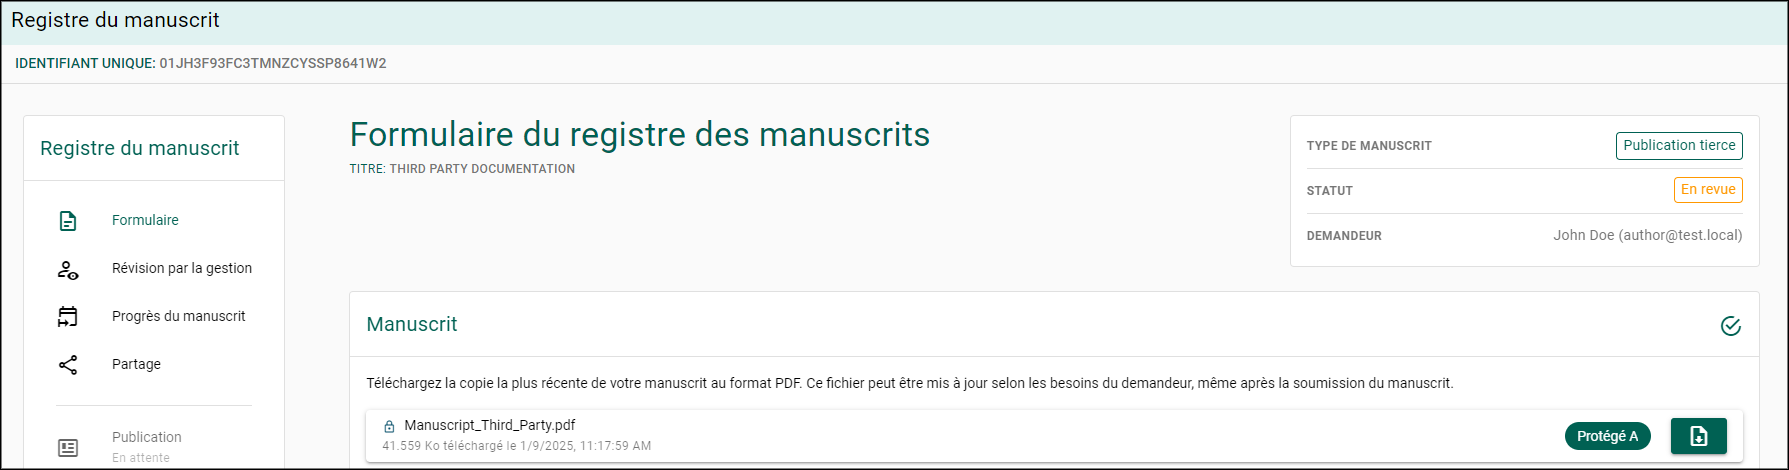 Registre du manuscrit
IDENTIFIANT UNIQUE: 01JH3F93FC3TMNZCYSSP8641W2
Registre du manuscrit
Formulaire
Révision par la gestion
Progrès du manuscrit
Partage
Publication
En attente
Formulaire du registre des manuscrits
TITRE: THIRD PARTY DOCUMENTATION
TYPE DE MANUSCRIT Publication tierce
STATUT En revue
DEMANDEUR John Doe (author@test.local)
Manuscrit
Téléchargez la copie la plus récente de votre manuscrit au format PDF. Ce fichier peut être mis à jour selon les besoins du demandeur, même après la soumission du manuscrit.
Manuscript_Third_Party.pdf
41.559 Ko téléchargé le 1/9/2025, 11:17:59 AM
Protégé A